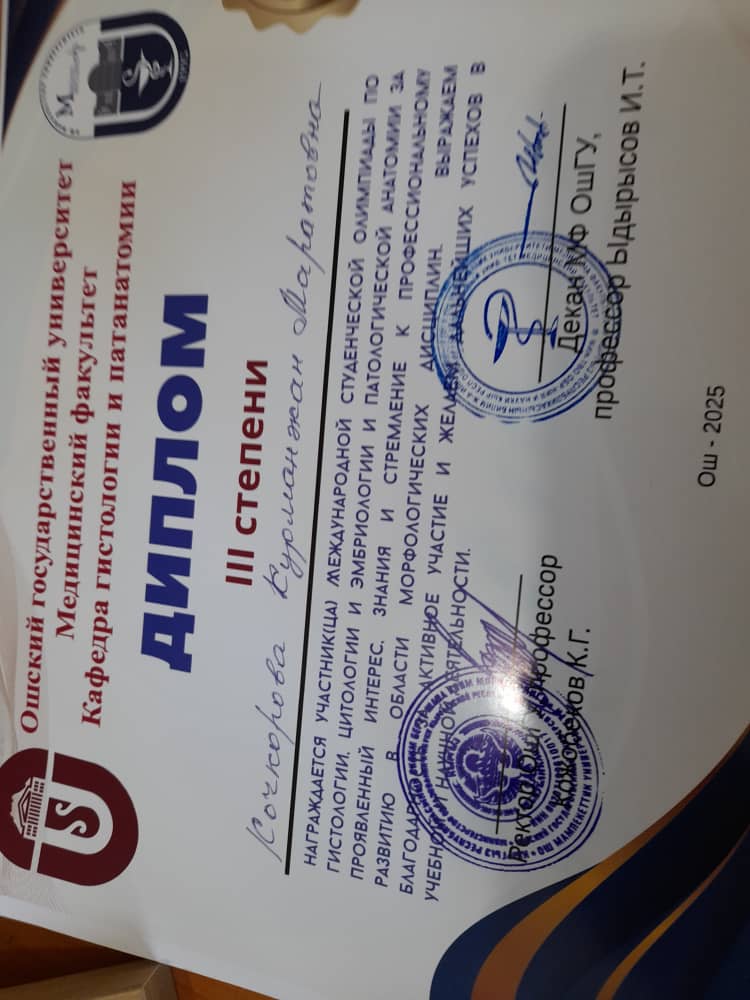 Ошский государственный университет
Медицинский факультет
Кафедра гистологии и патанатомии
ДИПЛОМ
III степени
Кочкорова Курманжан Маратовна
НАГРАЖДАЕТСЯ УЧАСТНИК(ЦА) МЕЖДУНАРОДНОЙ СТУДЕНЧЕСКОЙ ОЛИМПИАДЫ ПО
ГИСТОЛОГИИ, ЦИТОЛОГИИ И ЭМБРИОЛОГИИ И ПАТОЛОГИЧЕСКОЙ АНАТОМИИ ЗА
ПРОЯВЛЕННЫЙ ИНТЕРЕС, ЗНАНИЯ И СТРЕМЛЕНИЕ К ПРОФЕССИОНАЛЬНОМУ
РАЗВИТИЮ В ОБЛАСТИ МОРФОЛОГИЧЕСКИХ ДИСЦИПЛИН. ВЫРАЖАЕМ
АКТИВНОЕ УЧАСТИЕ И ЖЕЛАЕМ ДАЛЬНЕЙШИХ УСПЕХОВ В
УЧЕБНОЙ И НАУЧНОЙ ДЕЯТЕЛЬНОСТИ.
Ректор ОшГУ, профессор
Кожобеков К.Г.
Декан МФ ОшГУ,
профессор Ыдырысов И.Т.
Ош - 2025